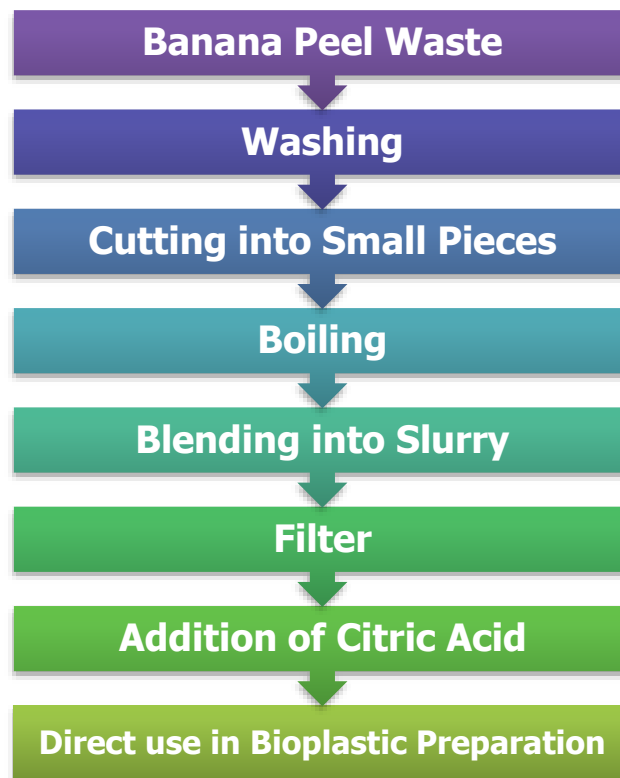 Banana Peel Waste
Washing
Cutting into Small Pieces
Boiling
Blending into Slurry
Filter
Addition of Citric Acid
Direct use in Bioplastic Preparation